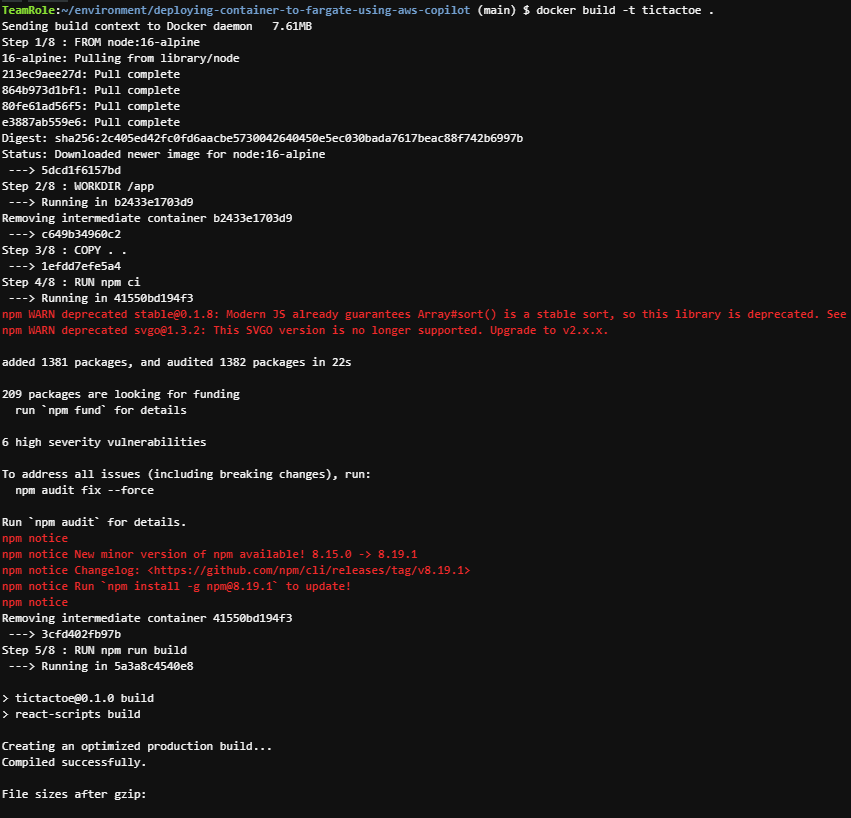 TeamRole:~/environment/deploying-container-to-fargate-using-aws-copilot (main) $ docker build -t tictactoe .
Sending build context to Docker daemon   7.61MB
Step 1/8 : FROM node:16-alpine
16-alpine: Pulling from library/node
213ec9aee27d: Pull complete
864b973d1bf1: Pull complete
80fe61ad56f5: Pull complete
e3887ab559e6: Pull complete
Digest: sha256:2c405ed42fc0fd6aacbe5730042640450e5ec030bada7617beac88f742b6997b
Status: Downloaded newer image for node:16-alpine
 ---> 5dcd1f6157bd
Step 2/8 : WORKDIR /app
 ---> Running in b2433e1703d9
Removing intermediate container b2433e1703d9
 ---> c649b34960c2
Step 3/8 : COPY . .
 ---> 1efdd7efe5a4
Step 4/8 : RUN npm ci
 ---> Running in 41550bd194f3
npm WARN deprecated stable@0.1.8: Modern JS already guarantees Array#sort() is a stable sort, so this library is deprecated. See
npm WARN deprecated svgo@1.3.2: This SVGO version is no longer supported. Upgrade to v2.x.x.

added 1381 packages, and audited 1382 packages in 22s

209 packages are looking for funding
  run `npm fund` for details

6 high severity vulnerabilities

To address all issues (including breaking changes), run:
  npm audit fix --force

Run `npm audit` for details.
npm notice
npm notice New minor version of npm available! 8.15.0 -> 8.19.1
npm notice Changelog: <https://github.com/npm/cli/releases/tag/v8.19.1>
npm notice Run `npm install -g npm@8.19.1` to update!
npm notice
Removing intermediate container 41550bd194f3
 ---> 3cfd402fb97b
Step 5/8 : RUN npm run build
 ---> Running in 5a3a8c4540e8

> tictactoe@0.1.0 build
> react-scripts build

Creating an optimized production build...
Compiled successfully.

File sizes after gzip: